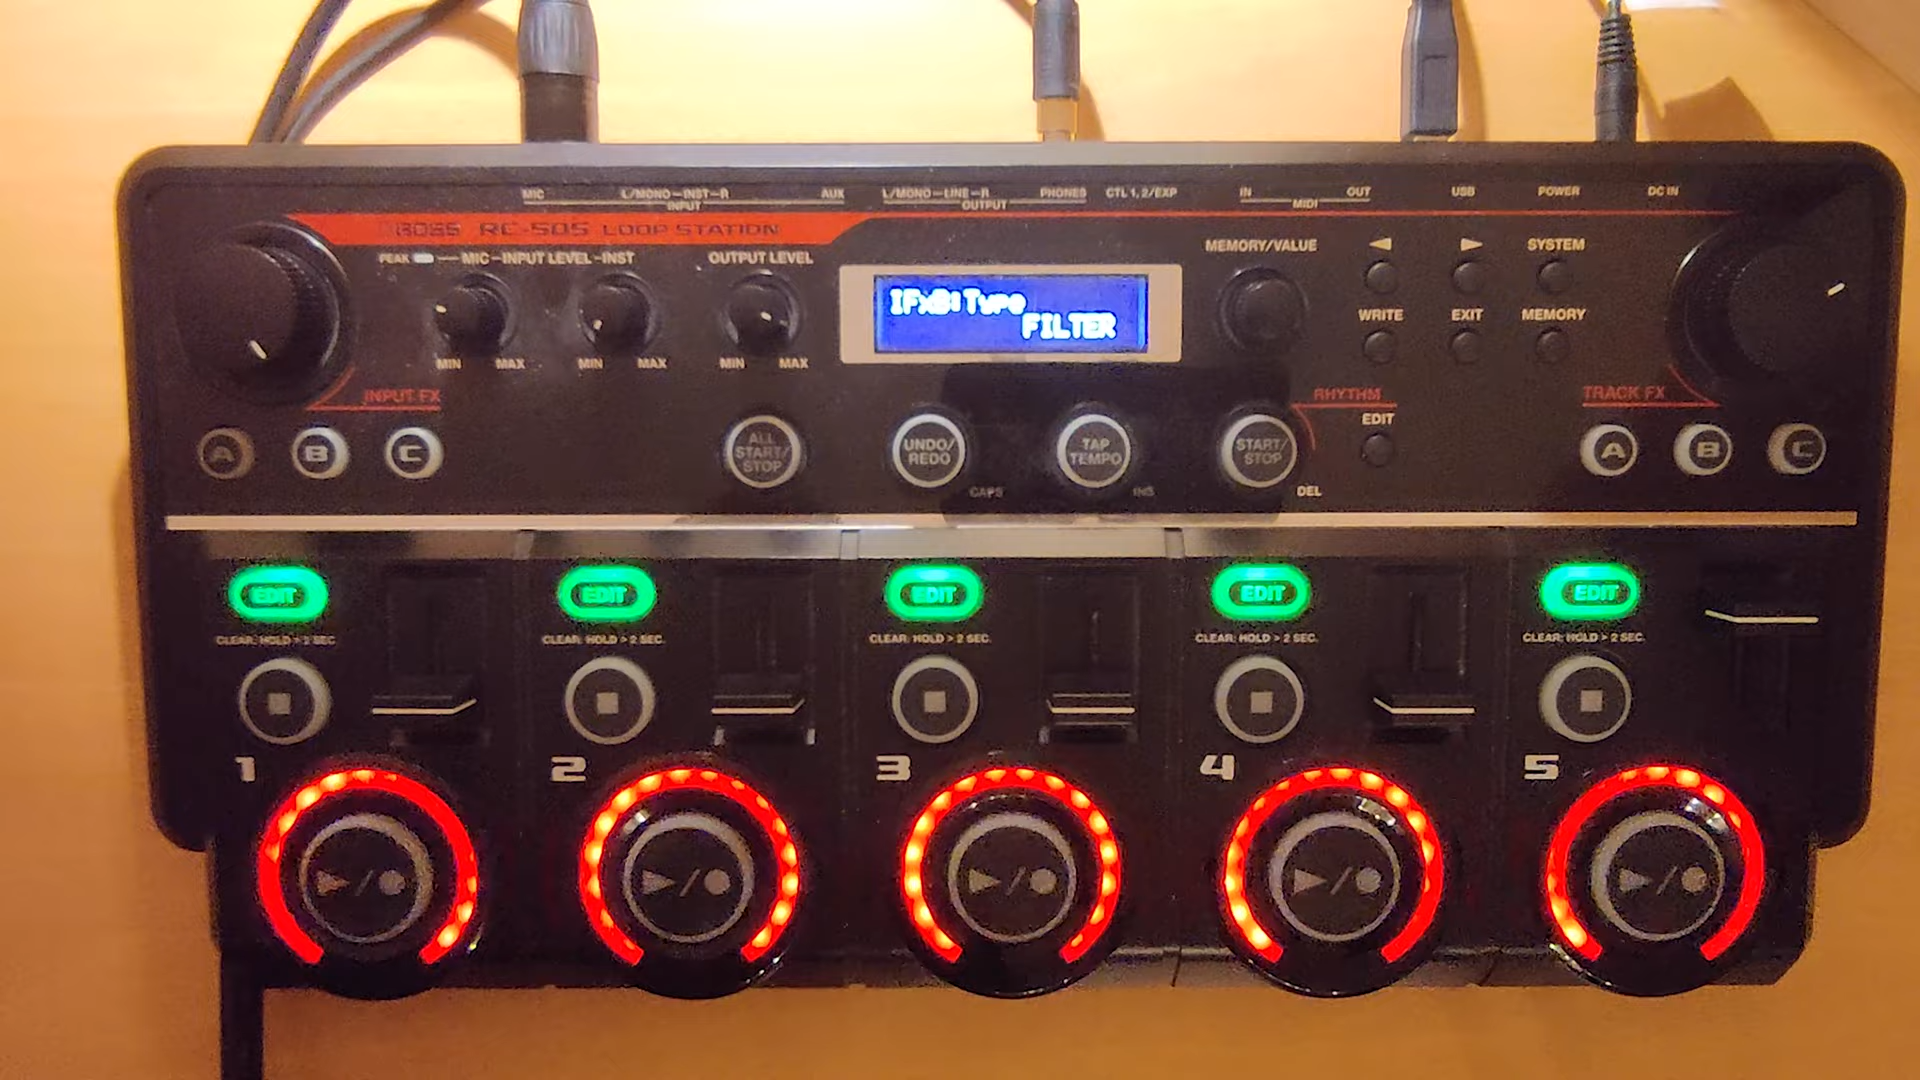 MIC L/MONO-INST-R AUX L/MONO-LINE-R PHONES CTL 1, 2/EXP IN OUT USB POWER DC IN
INPUT OUTPUT MIDI
BOSS RC-505 LOOP STATION
PEAK MIC-INPUT LEVEL-INST OUTPUT LEVEL MEMORY/VALUE SYSTEM
IFxB:Type
FILTER
WRITE EXIT MEMORY
MIN MAX MIN MAX MIN MAX
INPUT FX RHYTHM TRACK FX
EDIT
A B C ALL START/STOP UNDO/REDO TAP TEMPO START/STOP A B C
CAPS INS DEL
EDIT EDIT EDIT EDIT EDIT
CLEAR: HOLD > 2 SEC. CLEAR: HOLD > 2 SEC. CLEAR: HOLD > 2 SEC. CLEAR: HOLD > 2 SEC. CLEAR: HOLD > 2 SEC.
1 2 3 4 5